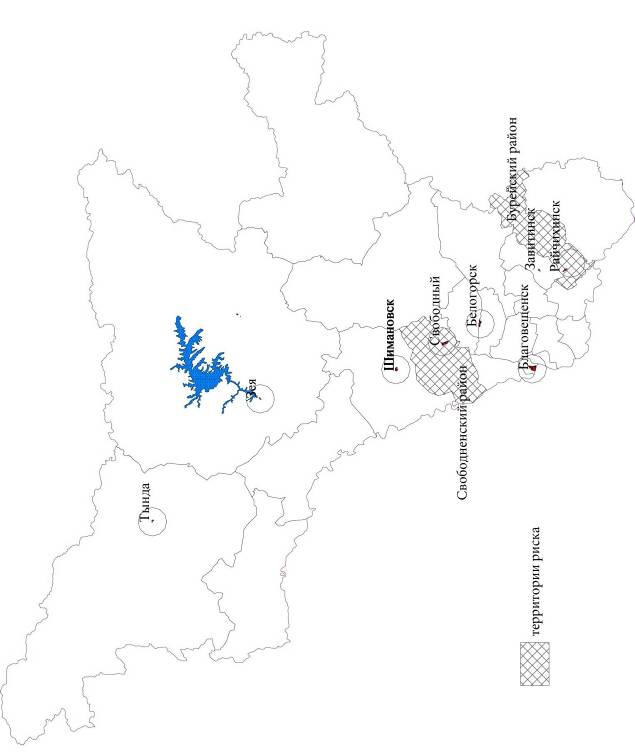 Тында
Зея
Шимановск
Свободный
Свободненский район
Белогорск
Благовещенск
Бурейский район
Завитинск
Райчихинск
территории риска